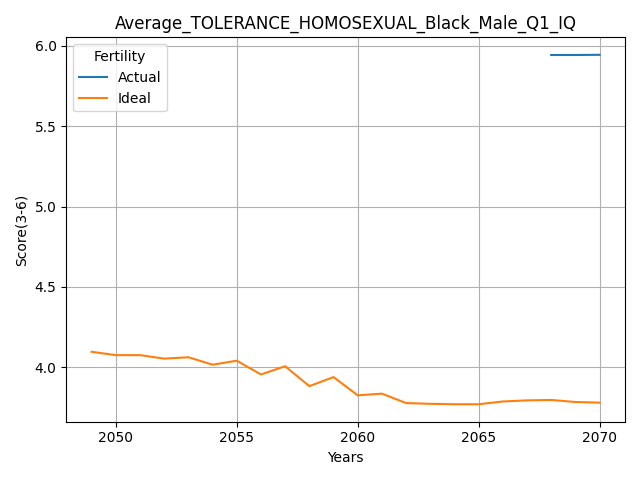 Average_TOLERANCE_HOMOSEXUAL_Black_Male_Q1_IQ
Fertility
Actual
Ideal
Score(3-6)
6.0
5.5
5.0
4.5
4.0
2050 2055 2060 2065 2070
Years